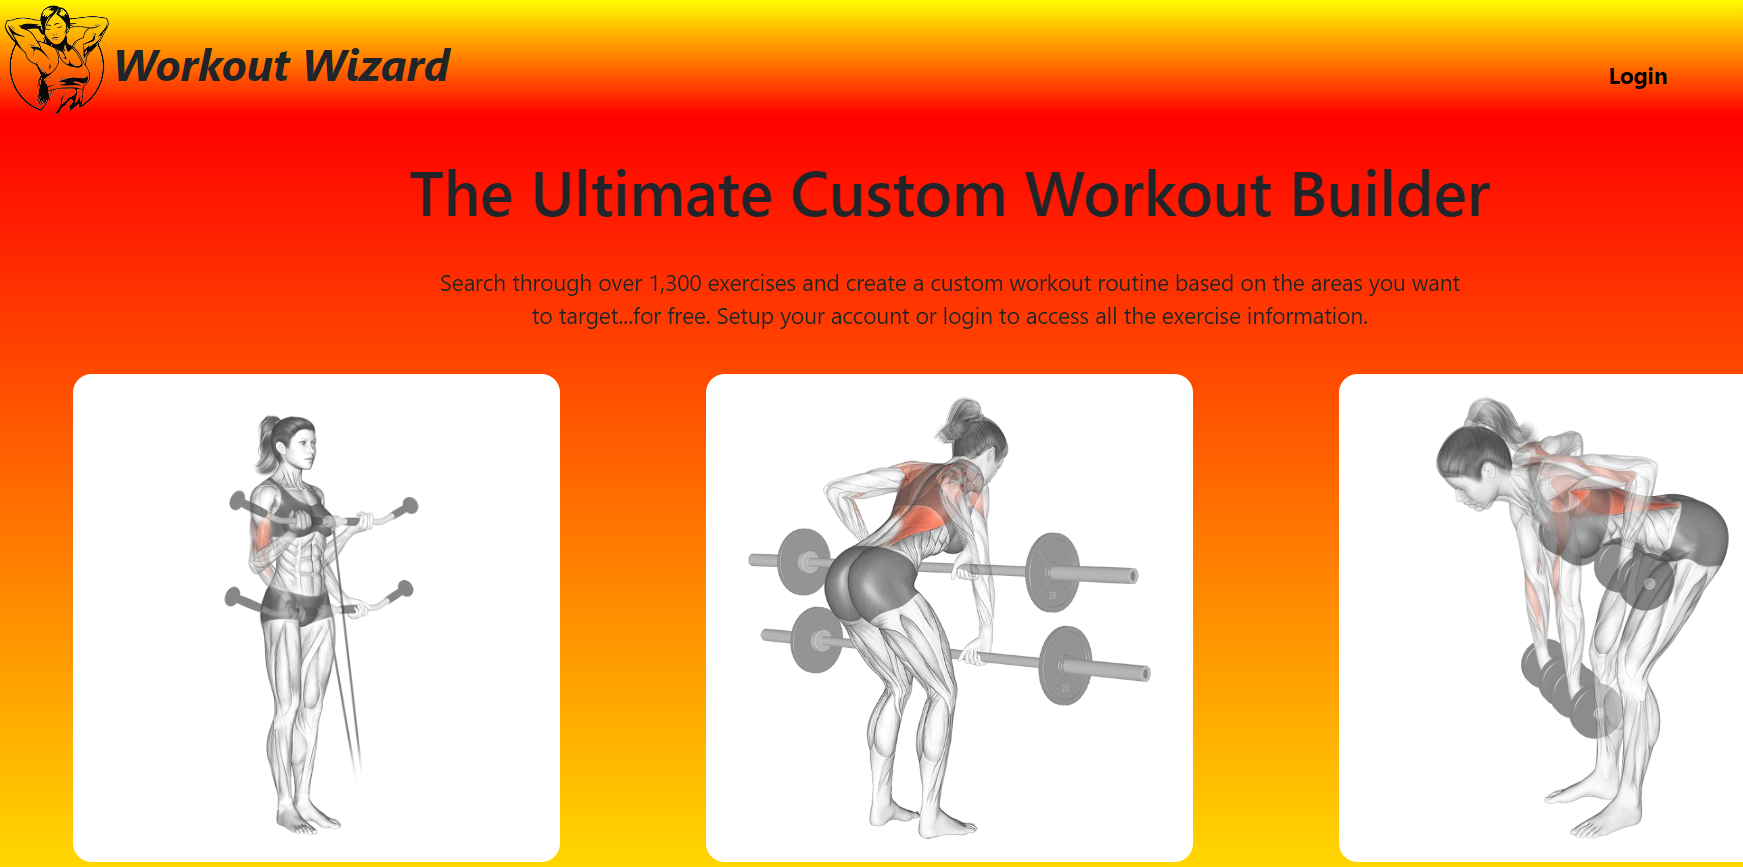 Workout Wizard
Login
The Ultimate Custom Workout Builder
Search through over 1,300 exercises and create a custom workout routine based on the areas you want
to target...for free. Setup your account or login to access all the exercise information.
25
25